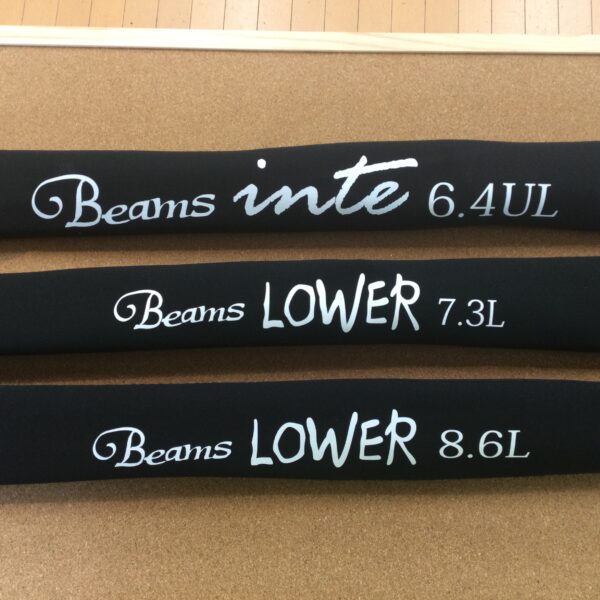 Beams inte 6.4UL
Beams LOWER 7.3L
Beams LOWER 8.6L